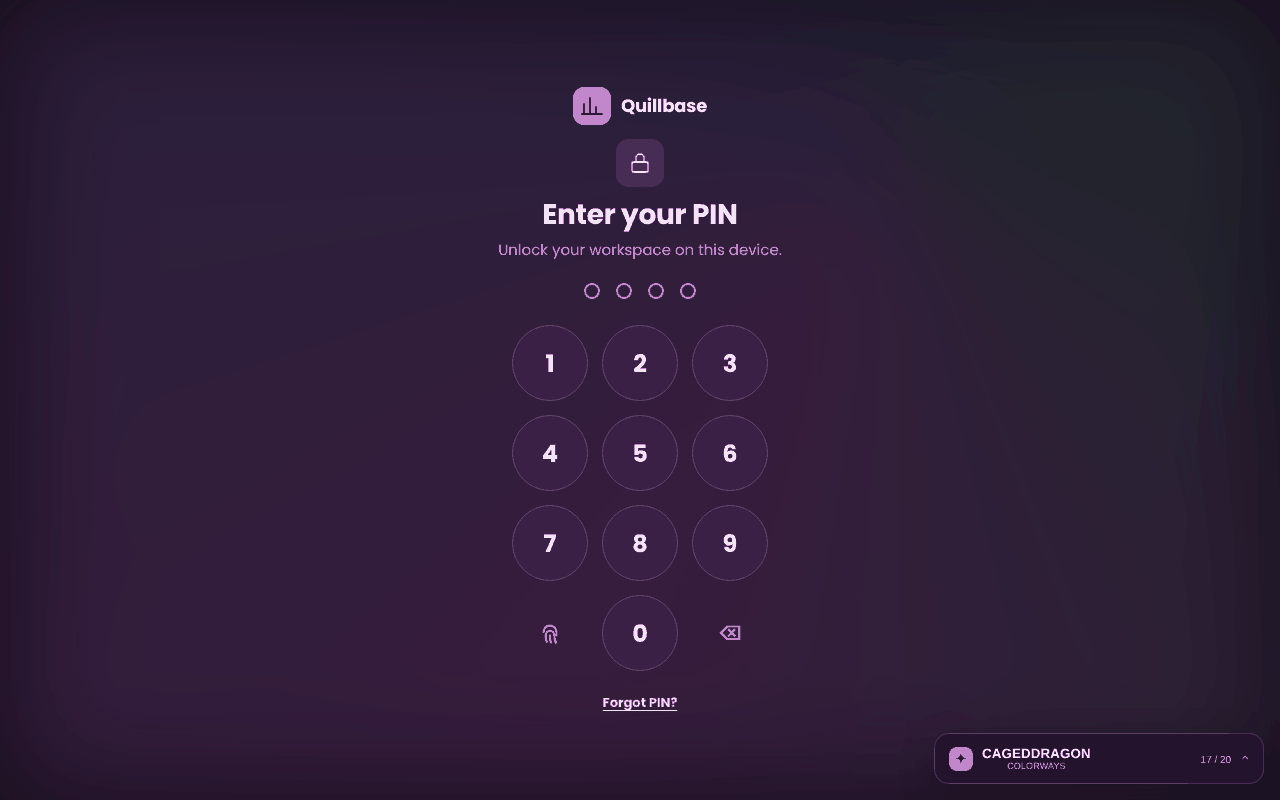 Quillbase
Enter your PIN
Unlock your workspace on this device.
1 2 3
4 5 6
7 8 9
0
Forgot PIN?
CAGEDDRAGON
COLORWAYS
17 / 20